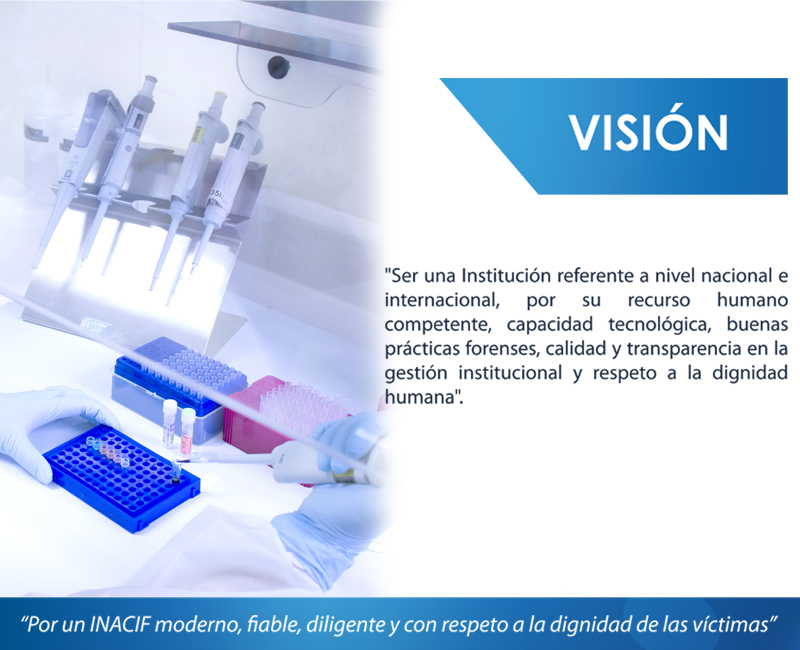 VISIÓN
"Ser una Institución referente a nivel nacional e
internacional, por su recurso humano
competente, capacidad tecnológica, buenas
prácticas forenses, calidad y transparencia en la
gestión institucional y respeto a la dignidad
humana".
“Por un INACIF moderno, fiable, diligente y con respeto a la dignidad de las víctimas”